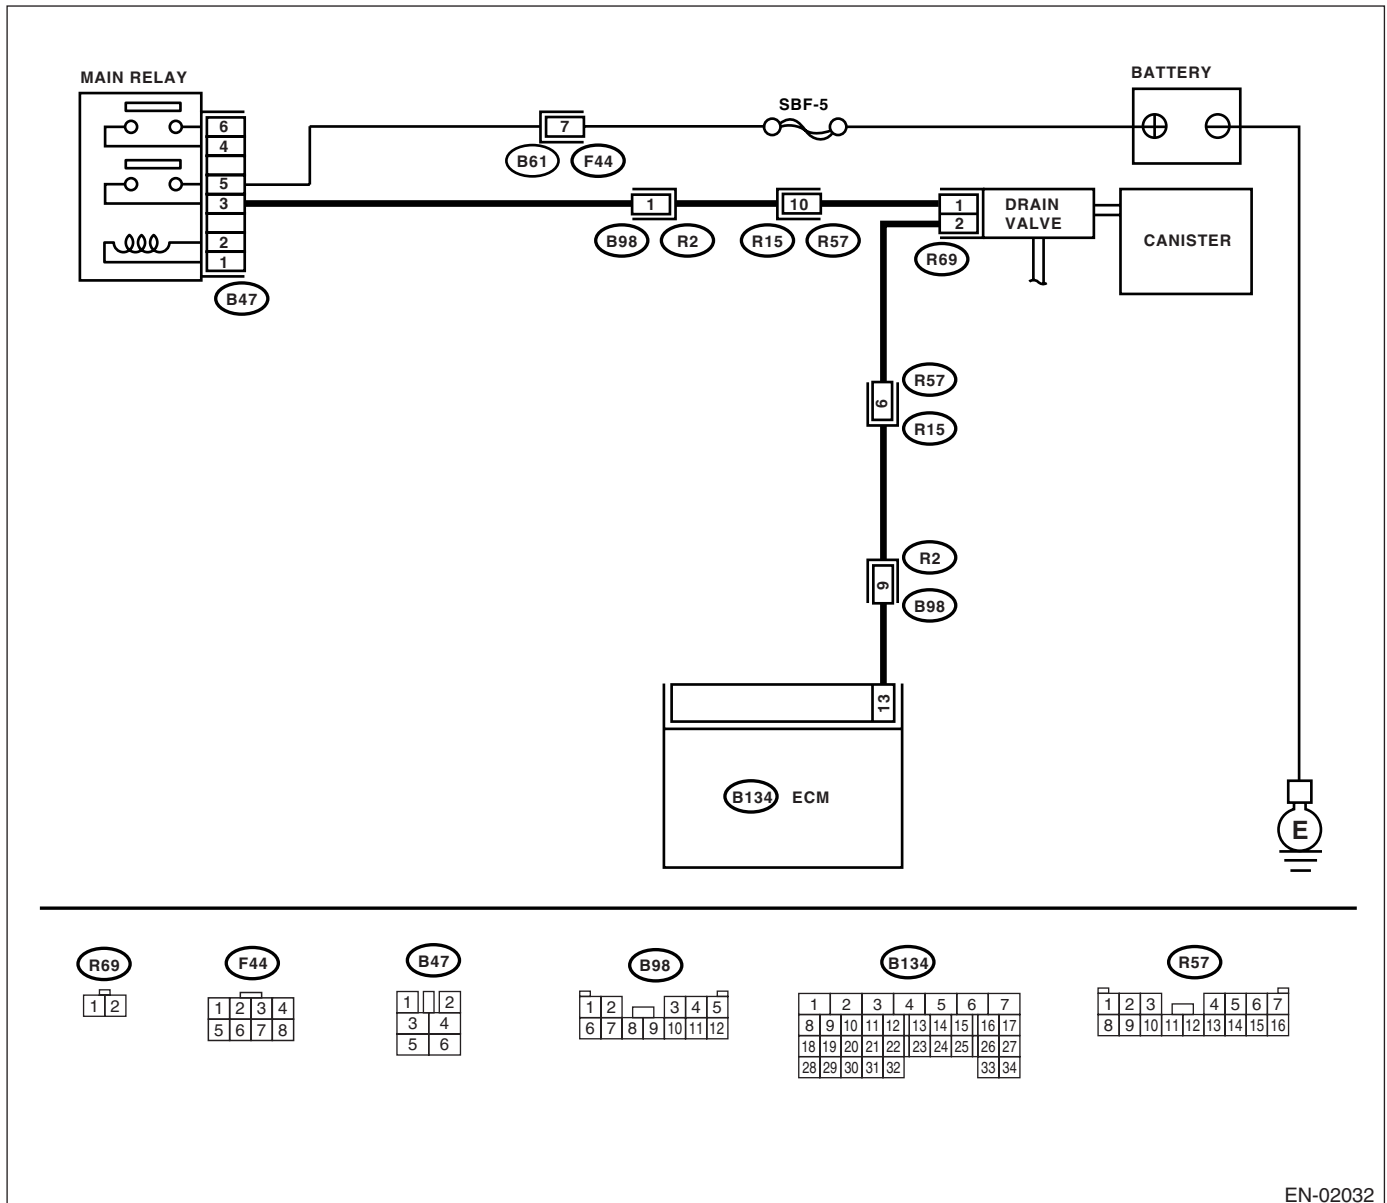 MAIN RELAY
BATTERY
SBF-5
6
4
5
3
2
1
7
B61 F44
1
10
1
2
DRAIN
VALVE
CANISTER
B98 R2 R15 R57
R69
B47
R57
6
R15
R2
9
B98
13
B134 ECM
E
R69
1 2
F44
1 2 3 4
5 6 7 8
B47
1 2
3 4
5 6
B98
1 2 3 4 5
6 7 8 9 10 11 12
B134
1 2 3 4 5 6 7
8 9 10 11 12 13 14 15 16 17
18 19 20 21 22 23 24 25 26 27
28 29 30 31 32 33 34
R57
1 2 3 4 5 6 7
8 9 10 11 12 13 14 15 16
EN-02032